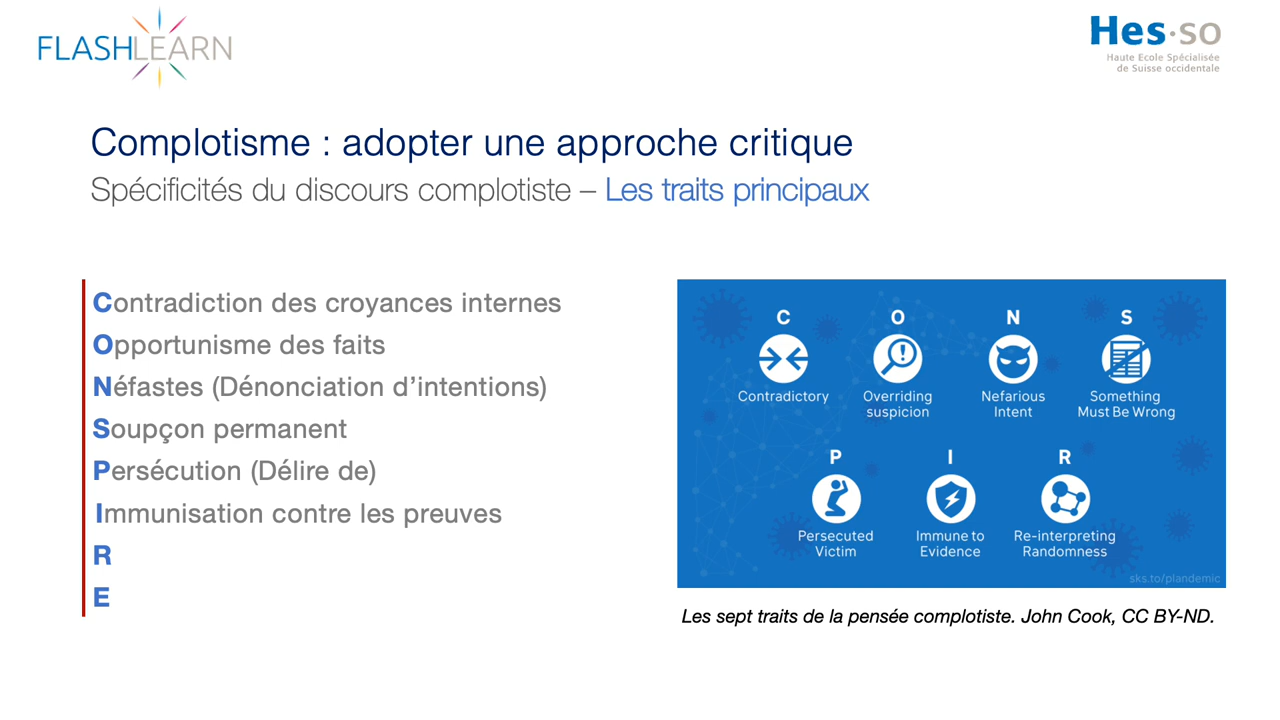 FLASHLEARN
Hes·so
Haute Ecole Spécialisée
de Suisse occidentale
Complotisme : adopter une approche critique
Spécificités du discours complotiste – Les traits principaux
Contradiction des croyances internes
Opportunisme des faits
Néfastes (Dénonciation d’intentions)
Soupçon permanent
Persécution (Délire de)
Immunisation contre les preuves
R
E
C O N S
Contradictory Overriding Nefarious Something
suspicion Intent Must Be Wrong
P I R
Persecuted Immune to Re-interpreting
Victim Evidence Randomness
sks.to/plandemic
Les sept traits de la pensée complotiste. John Cook, CC BY-ND.